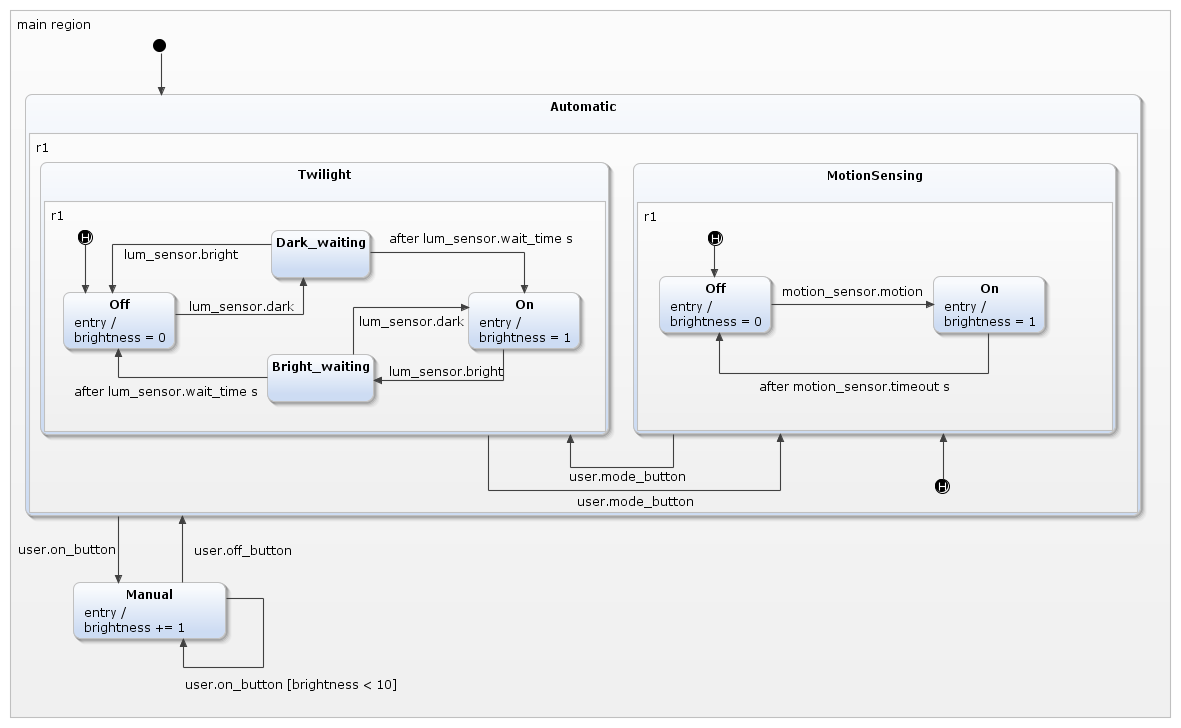 main region
Automatic
r1
Twilight
r1
H
Dark_waiting
after lum_sensor.wait_time s
lum_sensor.bright
Off
entry /
brightness = 0
lum_sensor.dark
On
entry /
brightness = 1
lum_sensor.dark
Bright_waiting
lum_sensor.bright
after lum_sensor.wait_time s
MotionSensing
r1
H
Off
entry /
brightness = 0
motion_sensor.motion
On
entry /
brightness = 1
after motion_sensor.timeout s
user.mode_button
user.mode_button
H
user.on_button
user.off_button
Manual
entry /
brightness += 1
user.on_button [brightness < 10]